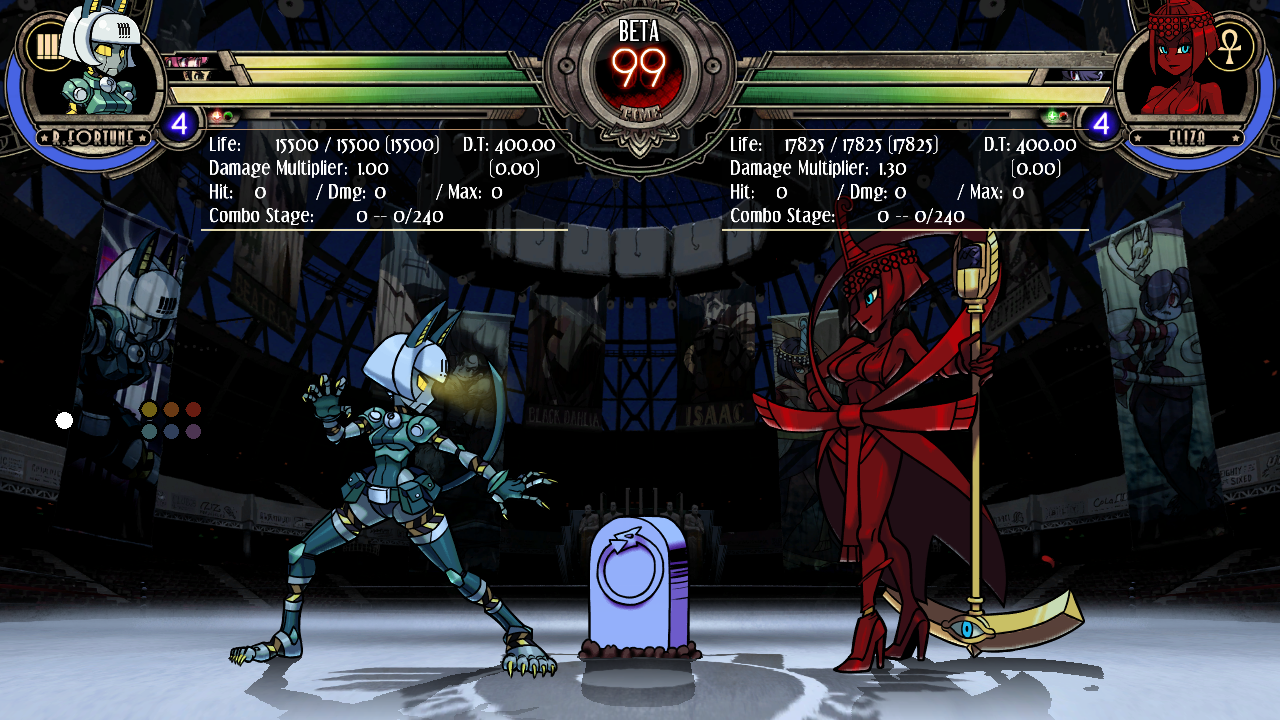 BETA
99
TIME
R.FORTUNE
4
4
ELIZA
Life: 15500 / 15500 (15500) D.T: 400.00
Damage Multiplier: 1.00 (0.00)
Hit: 0 / Dmg: 0 / Max: 0
Combo Stage: 0 -- 0/240
Life: 17825 / 17825 (17825) D.T: 400.00
Damage Multiplier: 1.30 (0.00)
Hit: 0 / Dmg: 0 / Max: 0
Combo Stage: 0 -- 0/240
BLACK DAHLIA
ISAAC